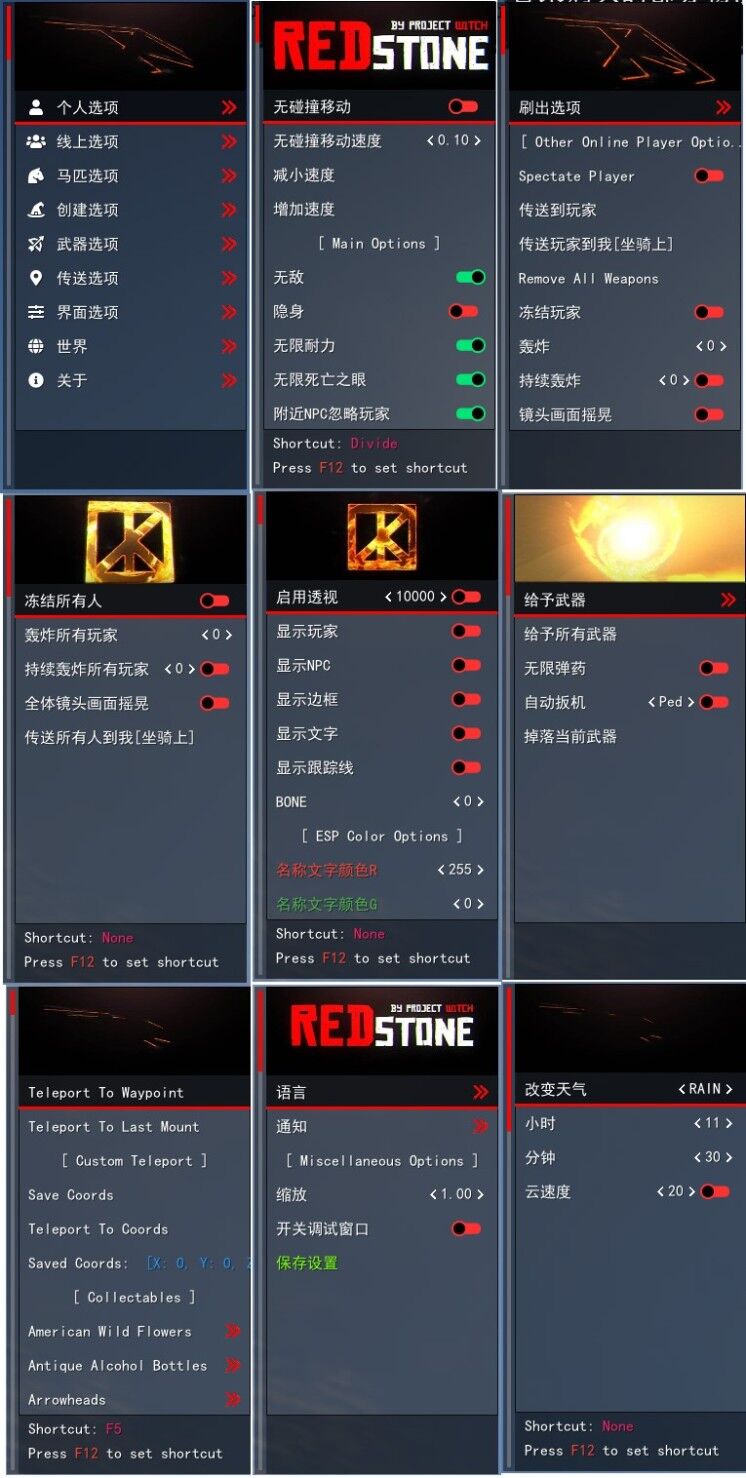 个人选项
线上选项
马匹选项
创建选项
武器选项
传送选项
界面选项
世界
关于
BY PROJECT WITCH
REDSTONE
无碰撞移动
无碰撞移动速度 <0.10>
减小速度
增加速度
[ Main Options ]
无敌
隐身
无限耐力
无限死亡之眼
附近NPC忽略玩家
Shortcut: Divide
Press F12 to set shortcut
刷出选项
[ Other Online Player Optio..
Spectate Player
传送到玩家
传送玩家到我[坐骑上]
Remove All Weapons
冻结玩家
轰炸 <0>
持续轰炸 <0>
镜头画面摇晃
冻结所有人
轰炸所有玩家 <0>
持续轰炸所有玩家 <0>
全体镜头画面摇晃
传送所有人到我[坐骑上]
Shortcut: None
Press F12 to set shortcut
启用透视 <10000>
显示玩家
显示NPC
显示边框
显示文字
显示跟踪线
BONE <0>
[ ESP Color Options ]
名称文字颜色R <255>
名称文字颜色G <0>
Shortcut: None
Press F12 to set shortcut
给予武器
给予所有武器
无限弹药
自动扳机 <Ped>
掉落当前武器
Teleport To Waypoint
Teleport To Last Mount
[ Custom Teleport ]
Save Coords
Teleport To Coords
Saved Coords: [X: 0, Y: 0,
[ Collectables ]
American Wild Flowers
Antique Alcohol Bottles
Arrowheads
Shortcut: F5
Press F12 to set shortcut
BY PROJECT WITCH
REDSTONE
语言
通知
[ Miscellaneous Options ]
缩放 <1.00>
开关调试窗口
保存设置
改变天气 <RAIN>
小时 <11>
分钟 <30>
云速度 <20>
Shortcut: None
Press F12 to set shortcut